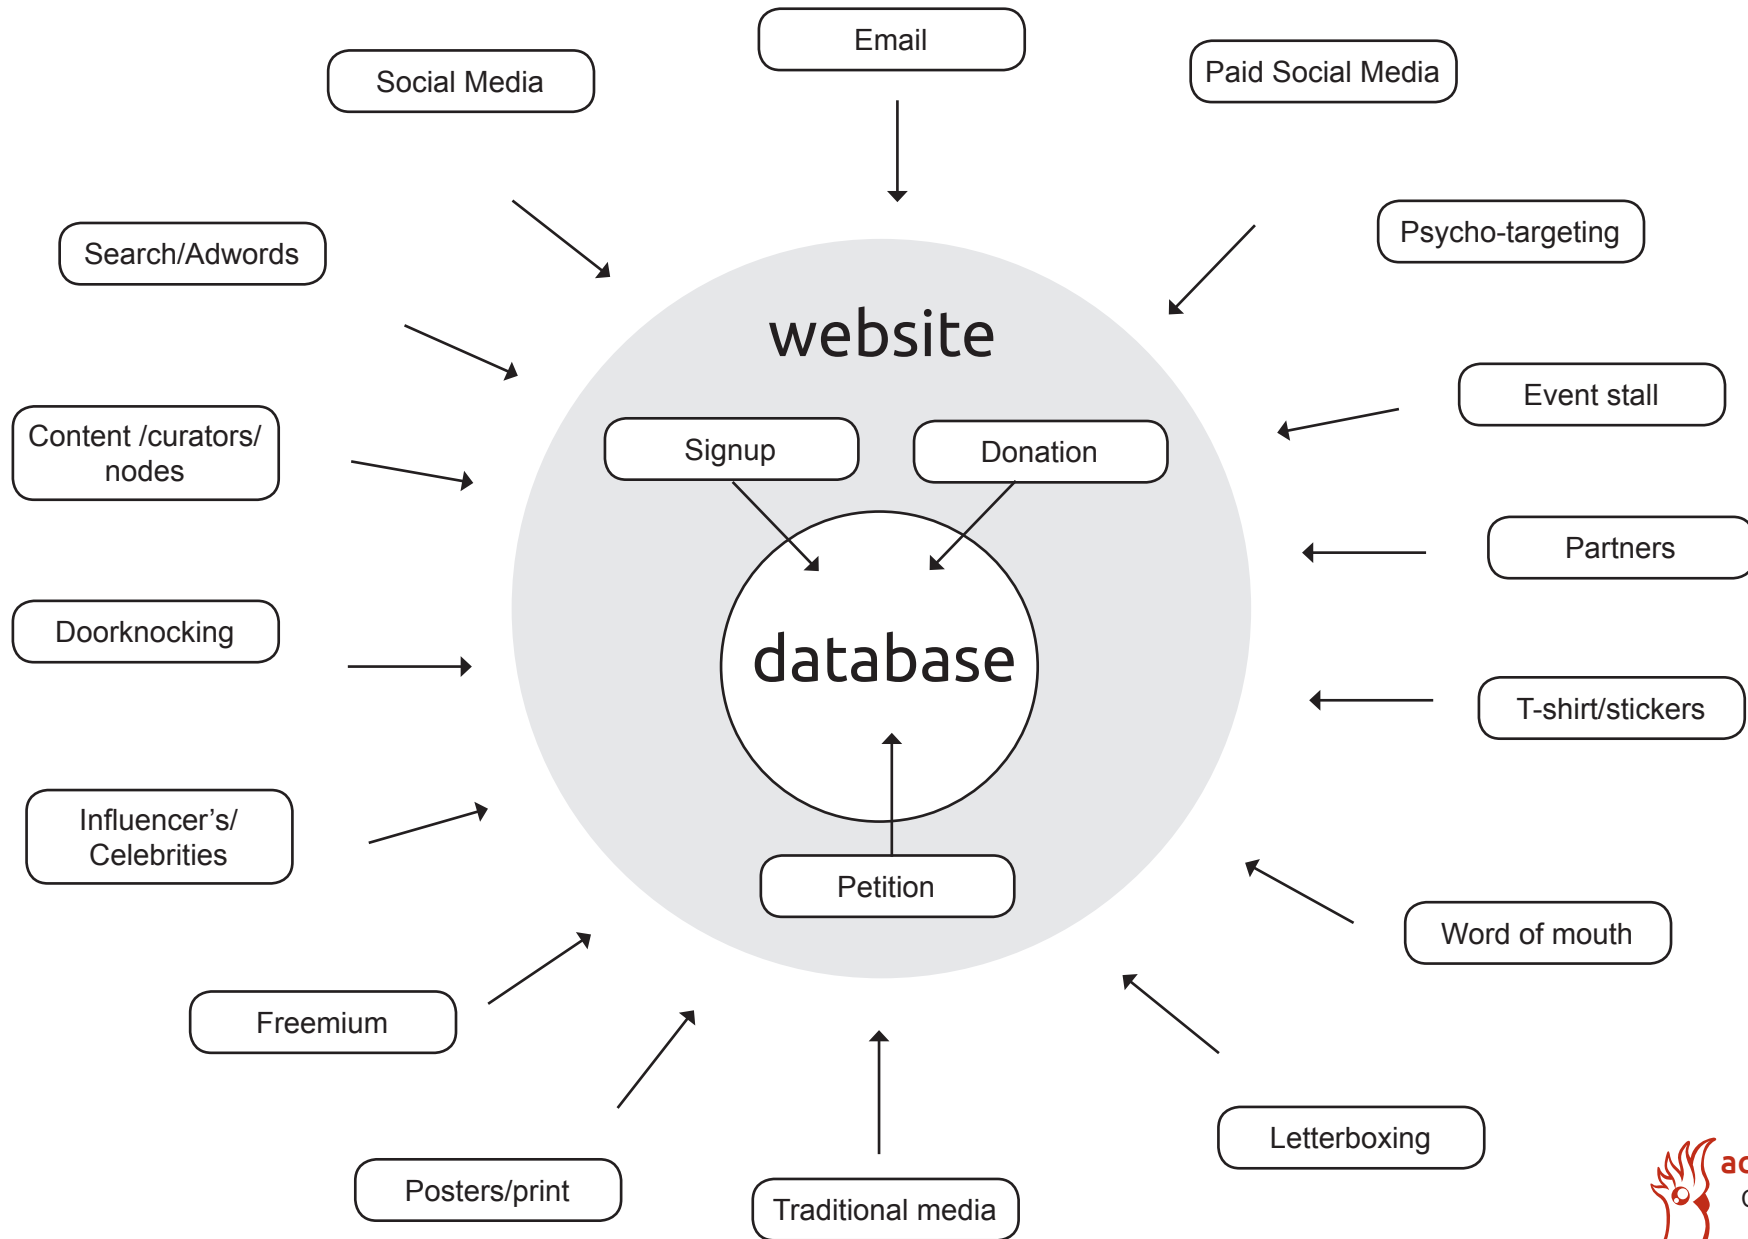 Email
Social Media
Paid Social Media
Search/Adwords
Psycho-targeting
website
Event stall
Content /curators/
nodes
Signup
Donation
Partners
Doorknocking
database
T-shirt/stickers
Influencer’s/
Celebrities
Petition
Word of mouth
Freemium
Letterboxing
Posters/print
Traditional media